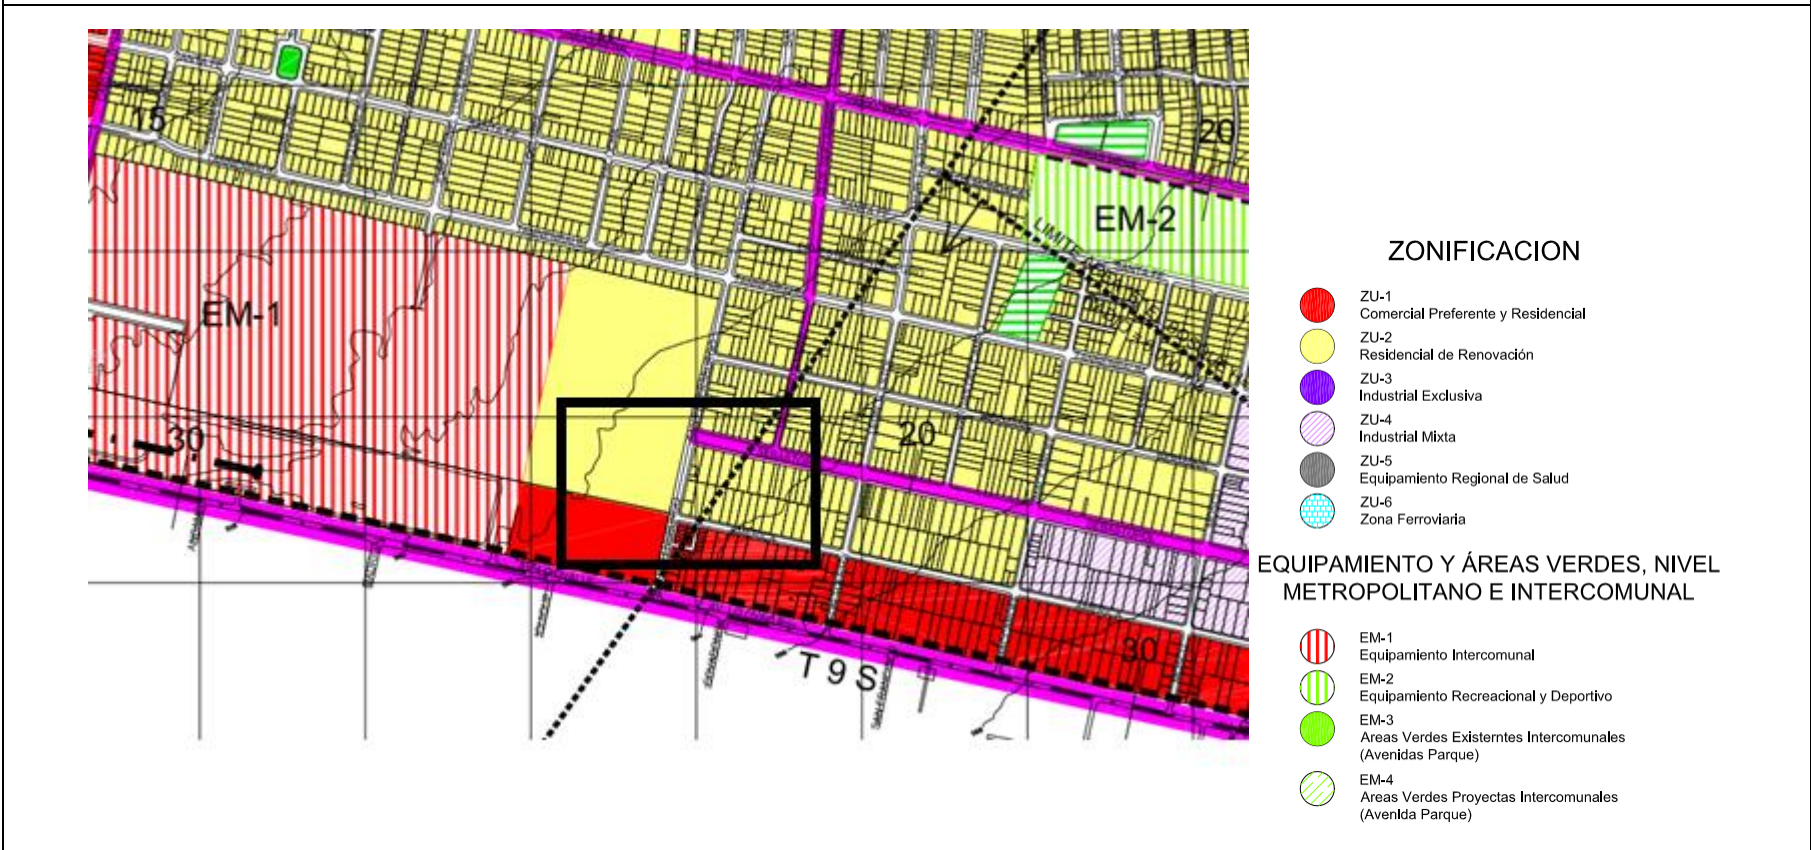 15
20
EM-2
EM-1
30
20
30
T 9 S
ZONIFICACION
ZU-1
Comercial Preferente y Residencial
ZU-2
Residencial de Renovación
ZU-3
Industrial Exclusiva
ZU-4
Industrial Mixta
ZU-5
Equipamiento Regional de Salud
ZU-6
Zona Ferroviaria
EQUIPAMIENTO Y ÁREAS VERDES, NIVEL
METROPOLITANO E INTERCOMUNAL
EM-1
Equipamiento Intercomunal
EM-2
Equipamiento Recreacional y Deportivo
EM-3
Areas Verdes Existerntes Intercomunales
(Avenidas Parque)
EM-4
Areas Verdes Proyectas Intercomunales
(Avenida Parque)